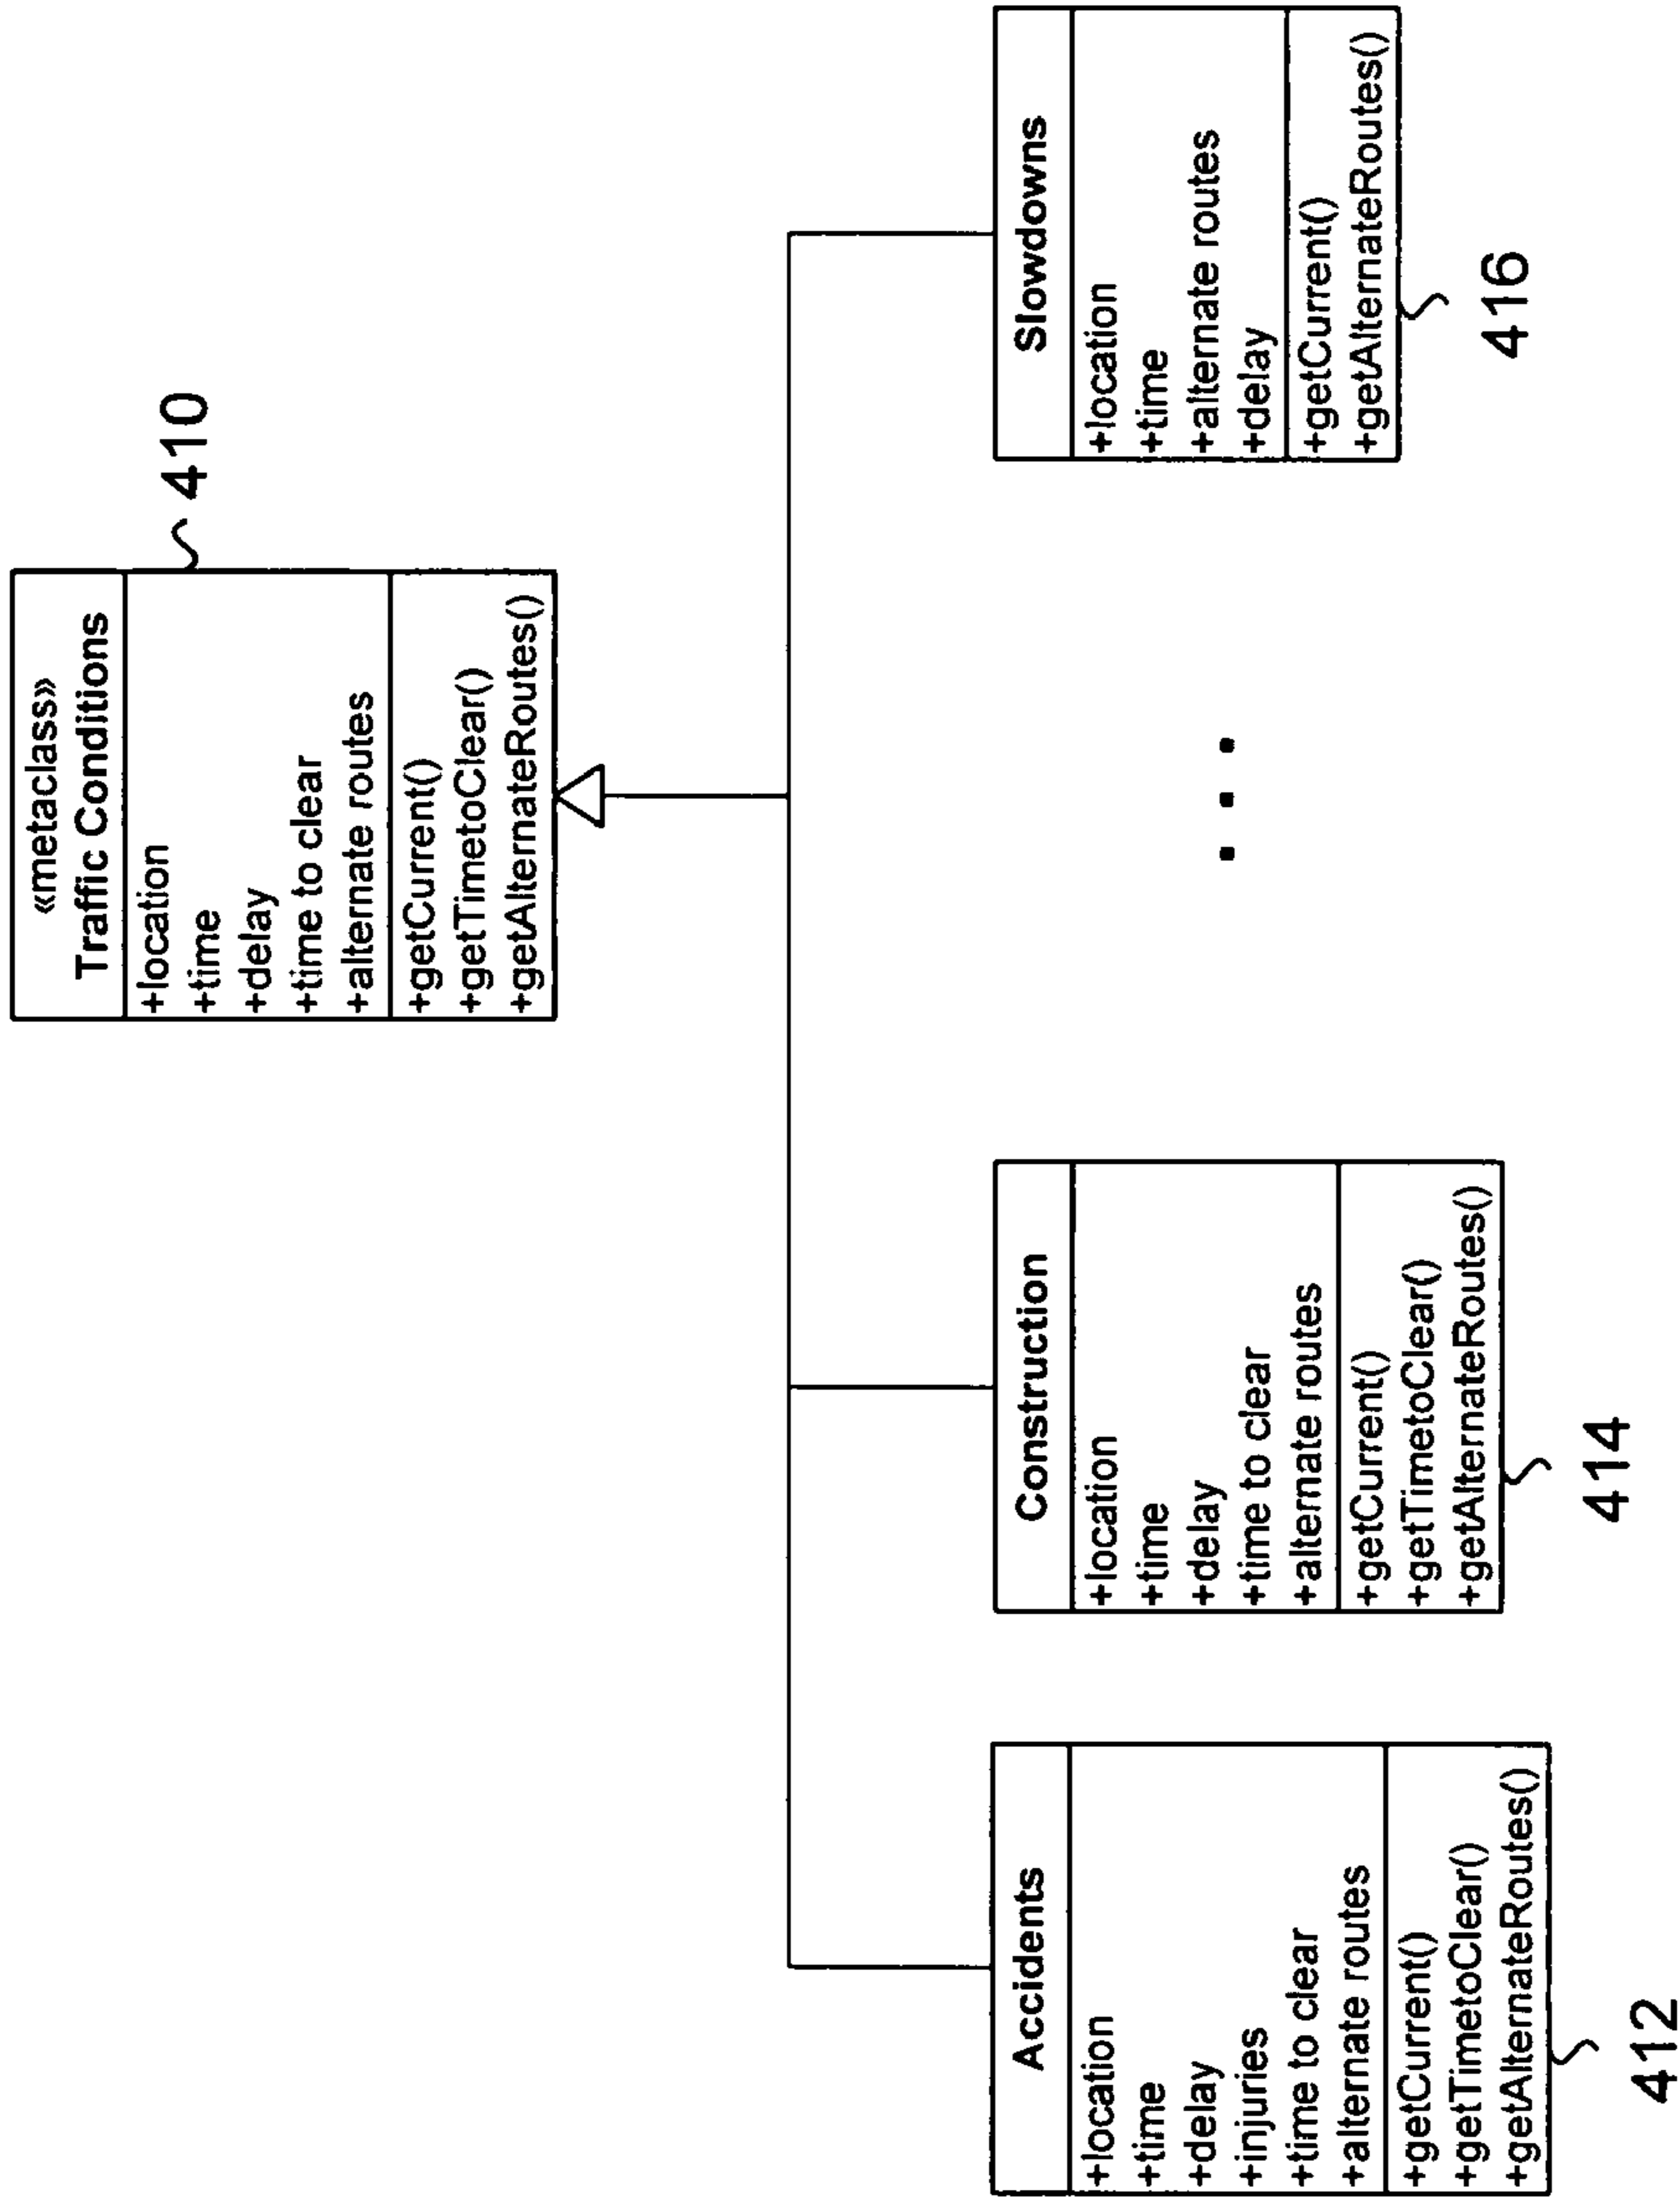 «metaclass»
Traffic Conditions
+location
+time
+delay
+time to clear
+alternate routes
+getCurrent()
+getTimetoClear()
+getAlternateRoutes()
410
Accidents
+location
+time
+delay
+injuries
+time to clear
+alternate routes
+getCurrent()
+getTimetoClear()
+getAlternateRoutes()
412
Construction
+location
+time
+delay
+time to clear
+alternate routes
+getCurrent()
+getTimetoClear()
+getAlternateRoutes()
414
. . .
Slowdowns
+location
+time
+alternate routes
+delay
+getCurrent()
+getAlternateRoutes()
416